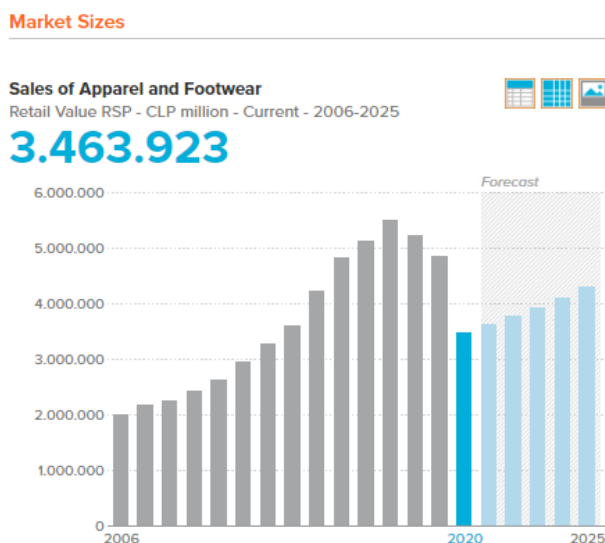 Market Sizes
Sales of Apparel and Footwear
Retail Value RSP - CLP million - Current - 2006-2025
3.463.923
Forecast
6.000.000
5.000.000
4.000.000
3.000.000
2.000.000
1.000.000
0
2006 2020 2025